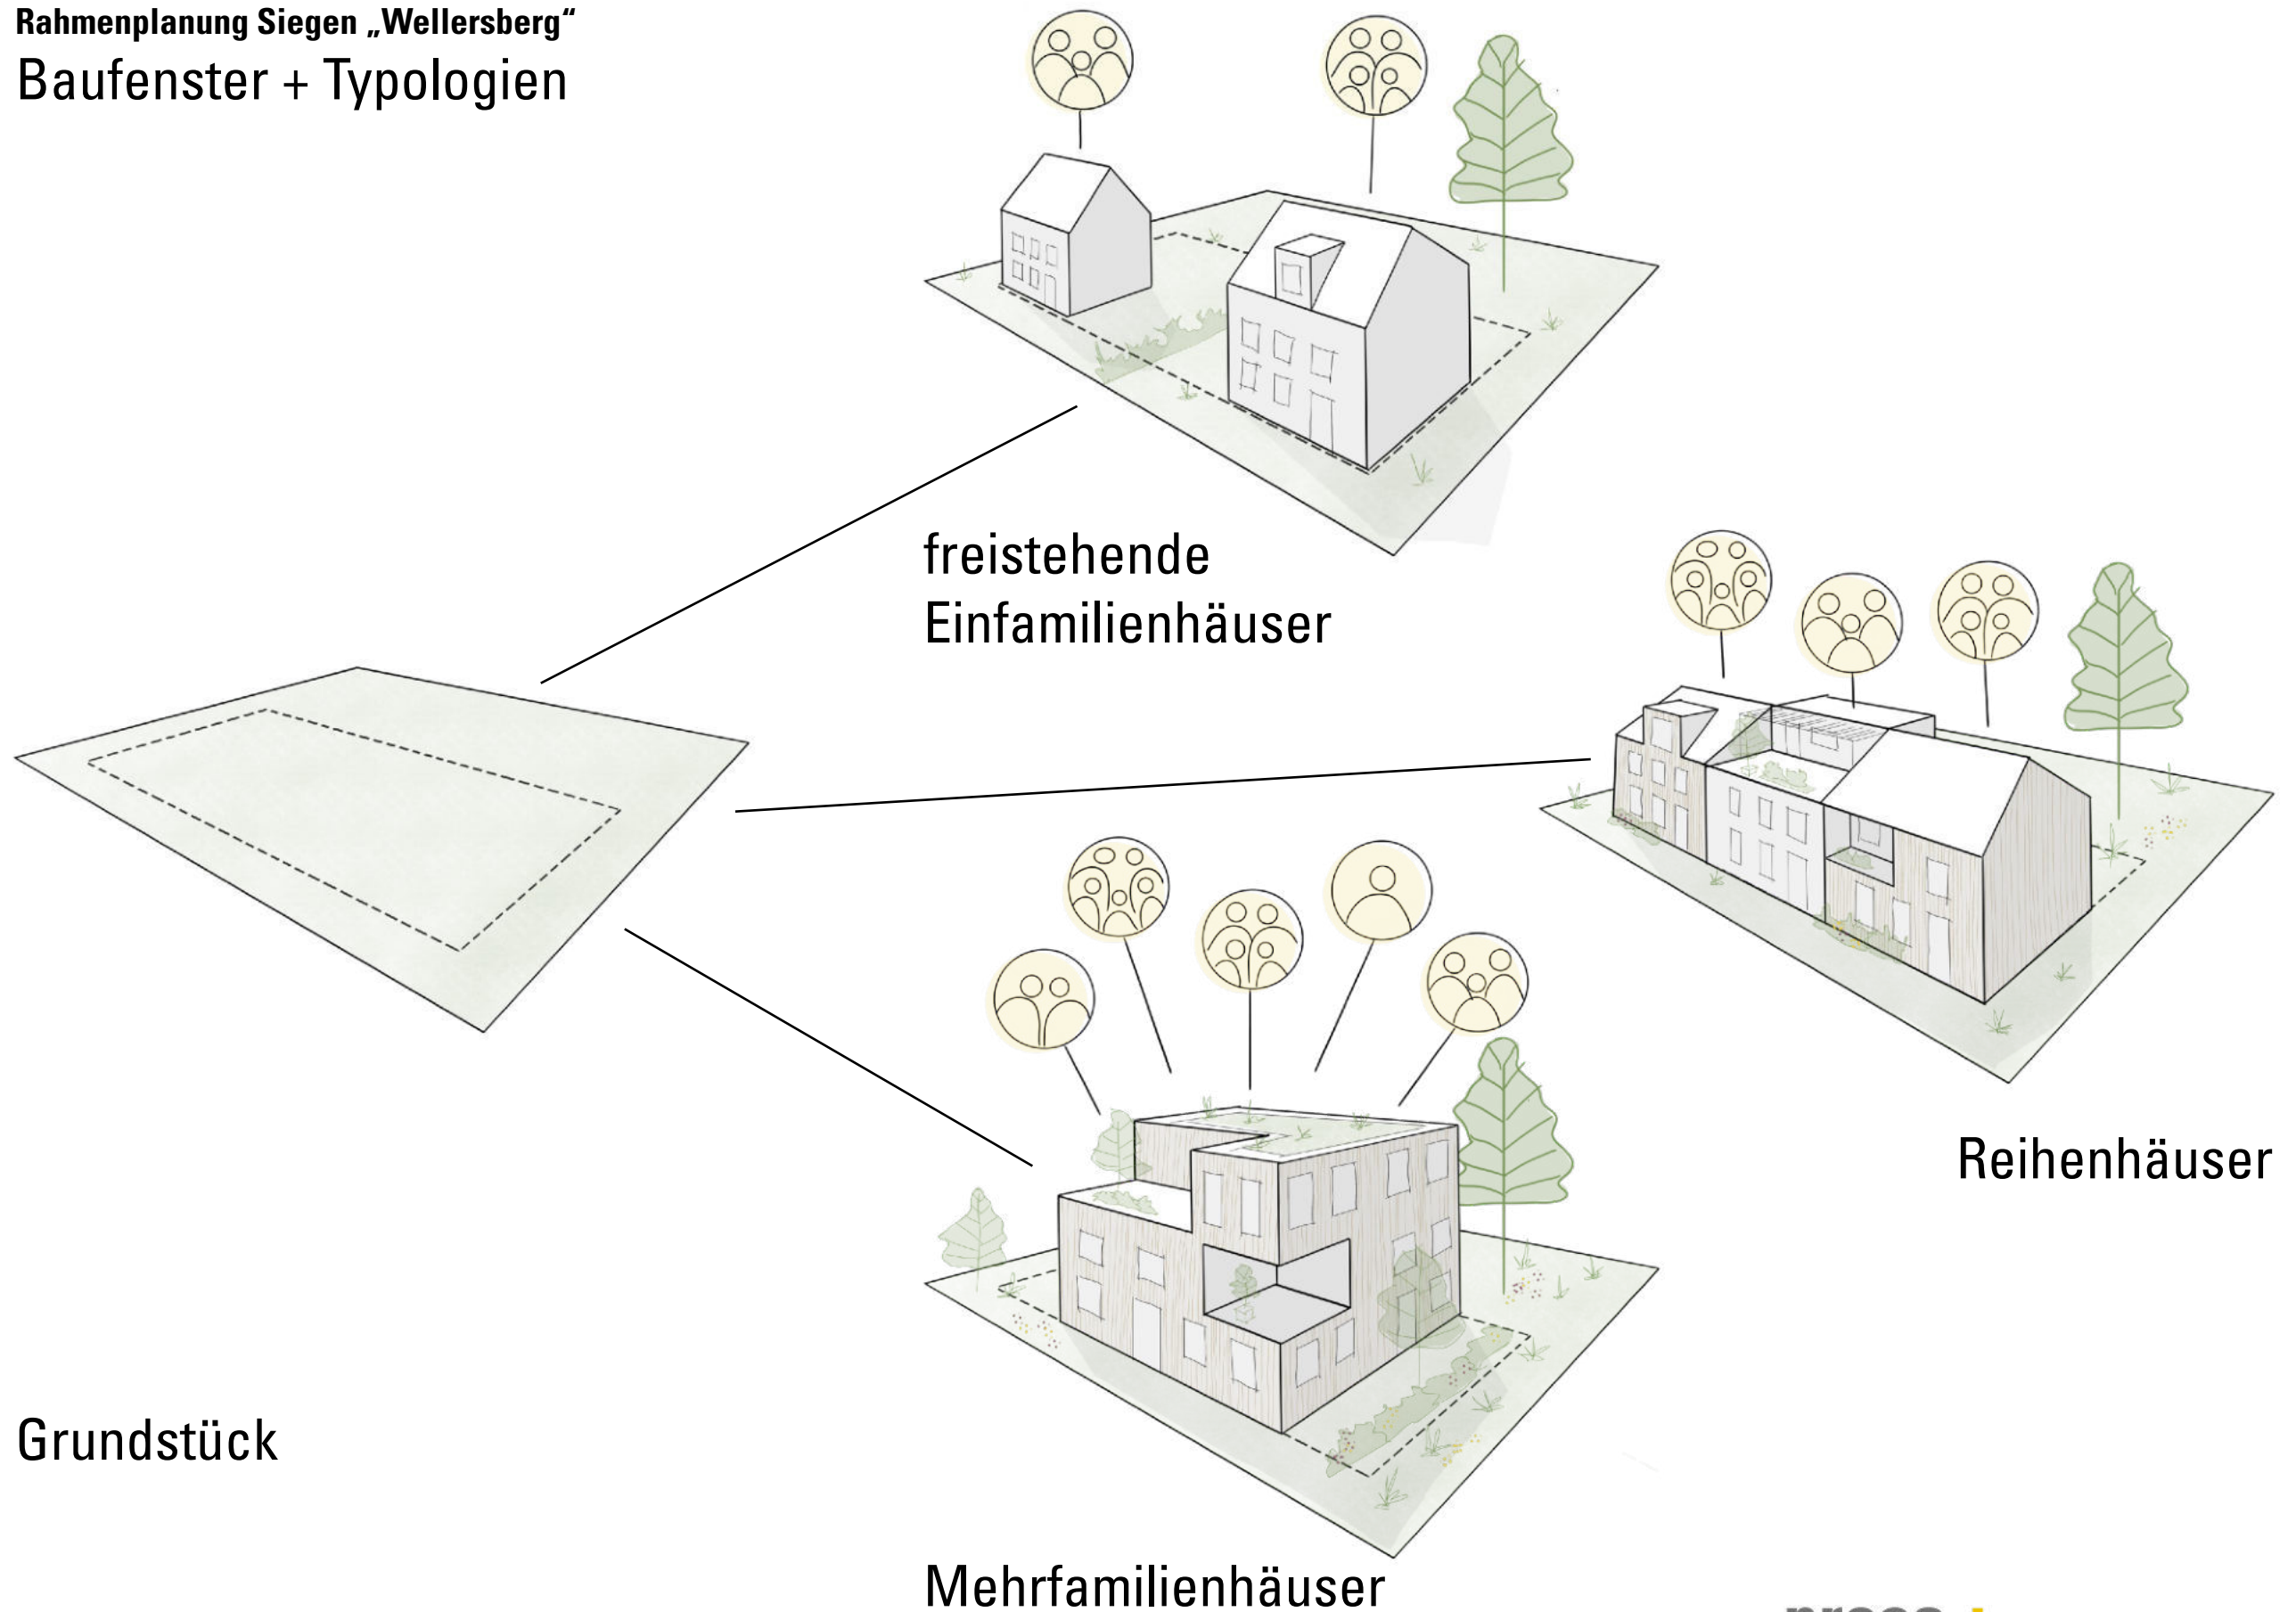 Rahmenplanung Siegen „Wellersberg“
Baufenster + Typologien
freistehende
Einfamilienhäuser
Reihenhäuser
Grundstück
Mehrfamilienhäuser